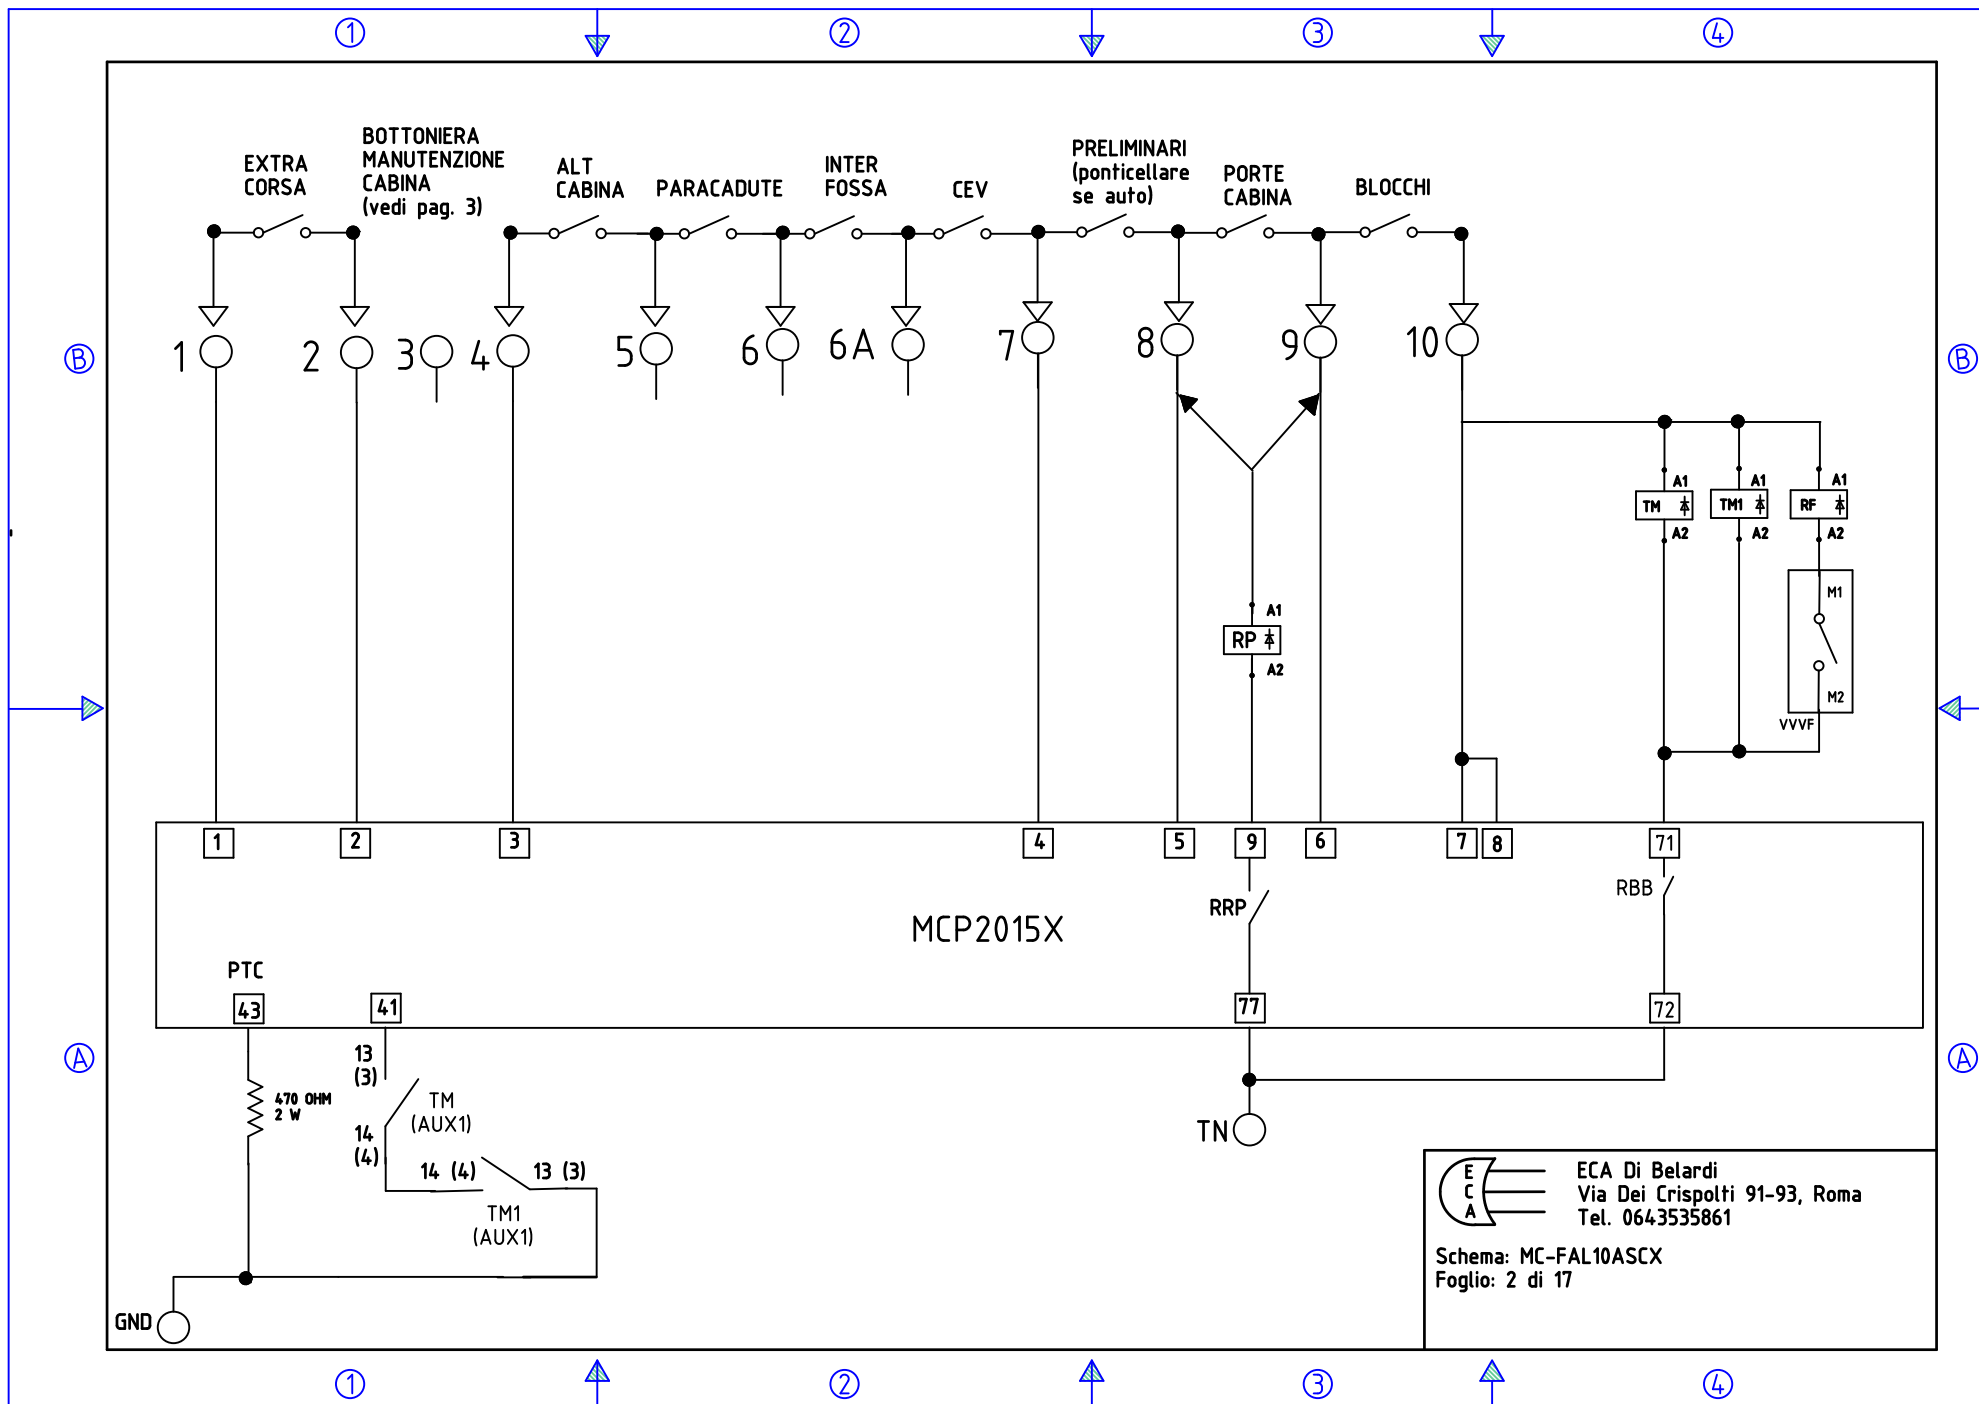 1 2 3 4
EXTRA
CORSA
BOTTONIERA
MANUTENZIONE
CABINA
(vedi pag. 3)
ALT
CABINA
PARACADUTE
INTER
FOSSA
CEV
PRELIMINARI
(ponticellare
se auto)
PORTE
CABINA
BLOCCHI
B 1 2 3 4 5 6 6A 7 8 9 10 B
A1 A1 A1
TM TM1 RF
A2 A2 A2
M1
M2
VVVF
A1
RP
A2
1 2 3 4 5 9 6 7 8 71
RRP
RBB
MCP2015X
PTC
43 41 77 72
A A
13
(3)
470 OHM
2 W
TM
(AUX1)
14
(4)
14 (4) 13 (3)
TM1
(AUX1)
TN
GND
E
C
A
ECA Di Belardi
Via Dei Crispolti 91-93, Roma
Tel. 0643535861
Schema: MC-FAL10ASCX
Foglio: 2 di 17
1 2 3 4